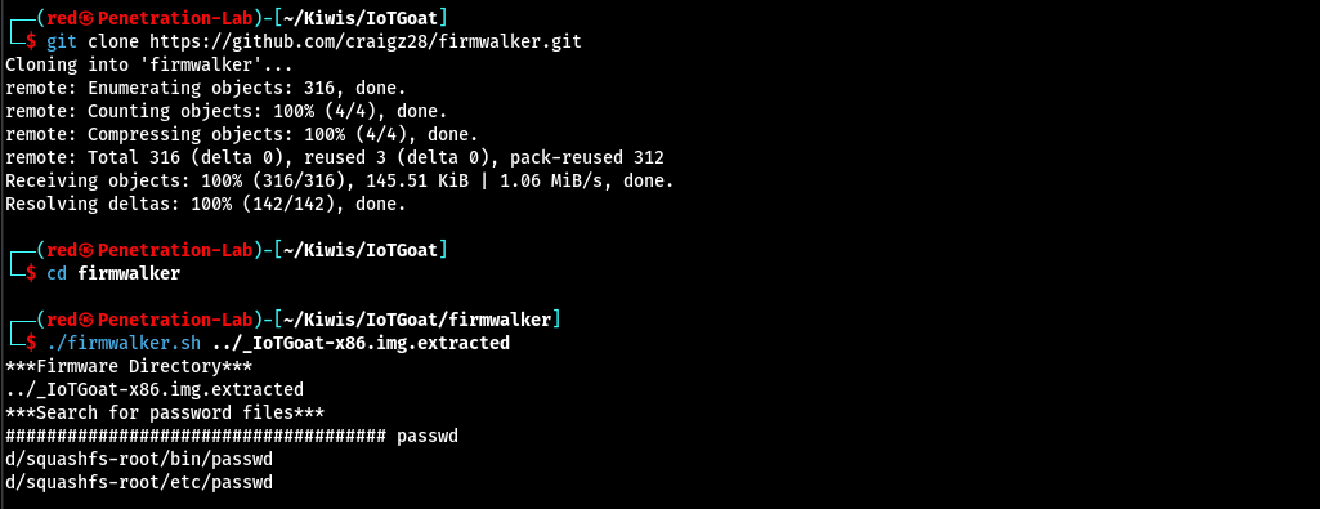 ┌──(red㉿Penetration-Lab)-[~/Kiwis/IoTGoat]
└─$ git clone https://github.com/craigz28/firmwalker.git
Cloning into 'firmwalker'...
remote: Enumerating objects: 316, done.
remote: Counting objects: 100% (4/4), done.
remote: Compressing objects: 100% (4/4), done.
remote: Total 316 (delta 0), reused 3 (delta 0), pack-reused 312
Receiving objects: 100% (316/316), 145.51 KiB | 1.06 MiB/s, done.
Resolving deltas: 100% (142/142), done.
┌──(red㉿Penetration-Lab)-[~/Kiwis/IoTGoat]
└─$ cd firmwalker
┌──(red㉿Penetration-Lab)-[~/Kiwis/IoTGoat/firmwalker]
└─$ ./firmwalker.sh ../_IoTGoat-x86.img.extracted
***Firmware Directory***
../_IoTGoat-x86.img.extracted
***Search for password files***
##################################### passwd
d/squashfs-root/bin/passwd
d/squashfs-root/etc/passwd